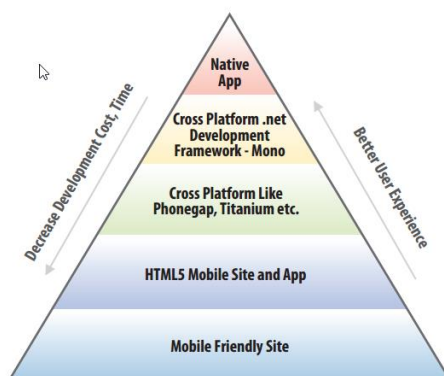 Native
App
Cross Platform .net
Development
Framework - Mono
Cross Platform Like
Phonegap, Titanium etc.
HTML5 Mobile Site and App
Mobile Friendly Site
Decrease Development Cost, Time
Better User Experience